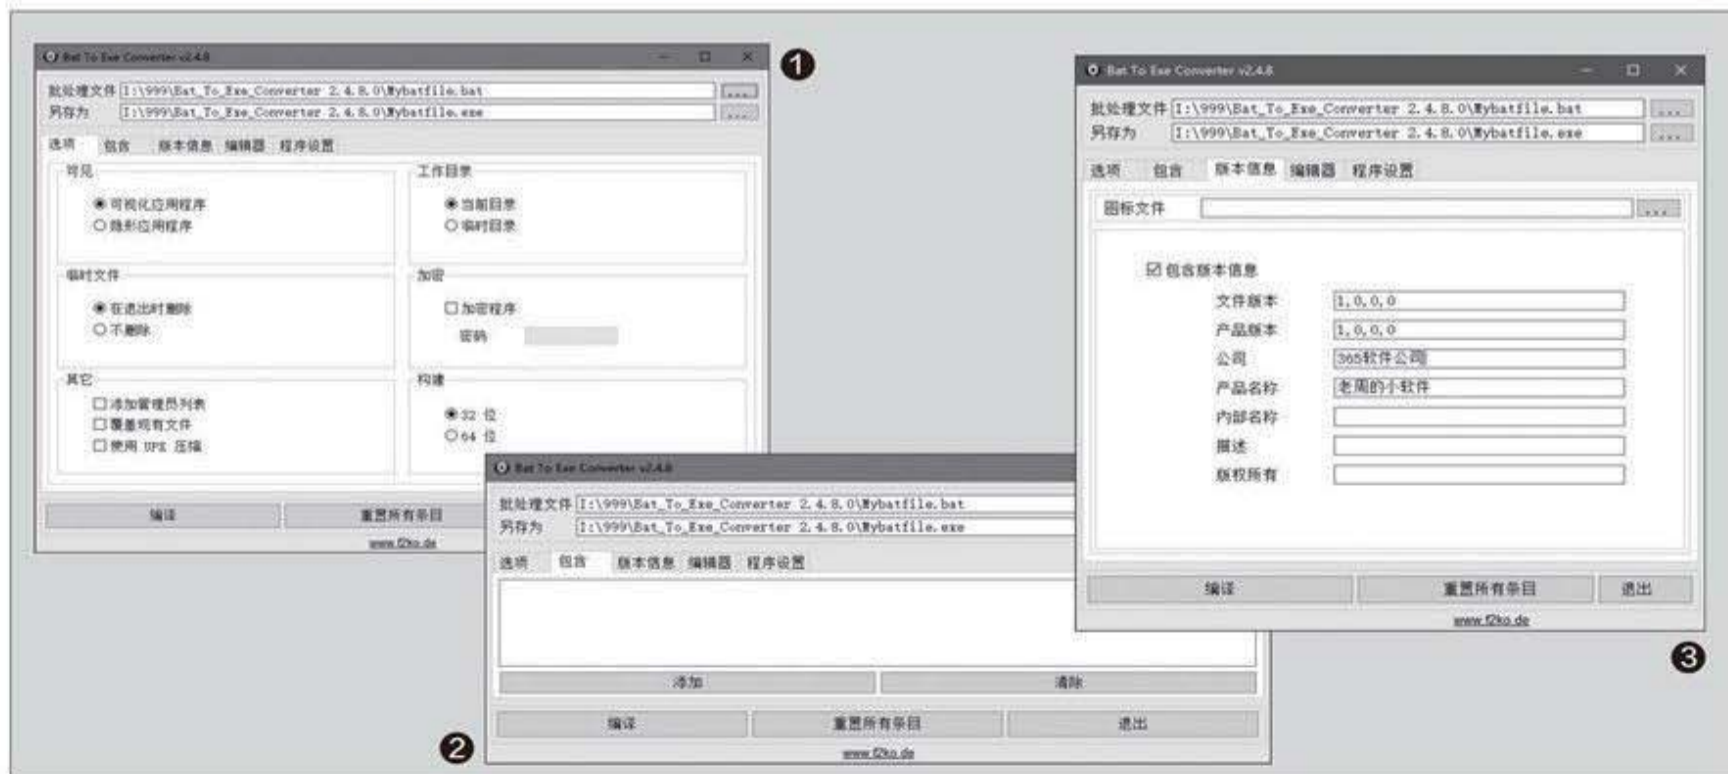 Bat To Exe Converter v2.4.8
❶
批处理文件 I:\999\Bat_To_Exe_Converter 2.4.8.0\Mybatfile.bat ...
另存为 I:\999\Bat_To_Exe_Converter 2.4.8.0\Mybatfile.exe ...
选项 包含 版本信息 编辑器 程序设置
可见
可视化应用程序
隐形应用程序
工作目录
当前目录
临时目录
临时文件
在退出时删除
不删除
加密
加密程序
密码
其它
添加管理员列表
覆盖现有文件
使用 UPX 压缩
构建
32 位
64 位
编译 重置所有条目
www.f2ko.de
Bat To Exe Converter v2.4.8
批处理文件 I:\999\Bat_To_Exe_Converter 2.4.8.0\Mybatfile.bat
另存为 I:\999\Bat_To_Exe_Converter 2.4.8.0\Mybatfile.exe
选项 包含 版本信息 编辑器 程序设置
添加 清除
编译 重置所有条目 退出
www.f2ko.de
❷
Bat To Exe Converter v2.4.8
批处理文件 I:\999\Bat_To_Exe_Converter 2.4.8.0\Mybatfile.bat ...
另存为 I:\999\Bat_To_Exe_Converter 2.4.8.0\Mybatfile.exe ...
选项 包含 版本信息 编辑器 程序设置
图标文件 ...
包含版本信息
文件版本 1,0,0,0
产品版本 1,0,0,0
公司 365软件公司
产品名称 老周的小软件
内部名称
描述
版权所有
编译 重置所有条目 退出
www.f2ko.de
❸